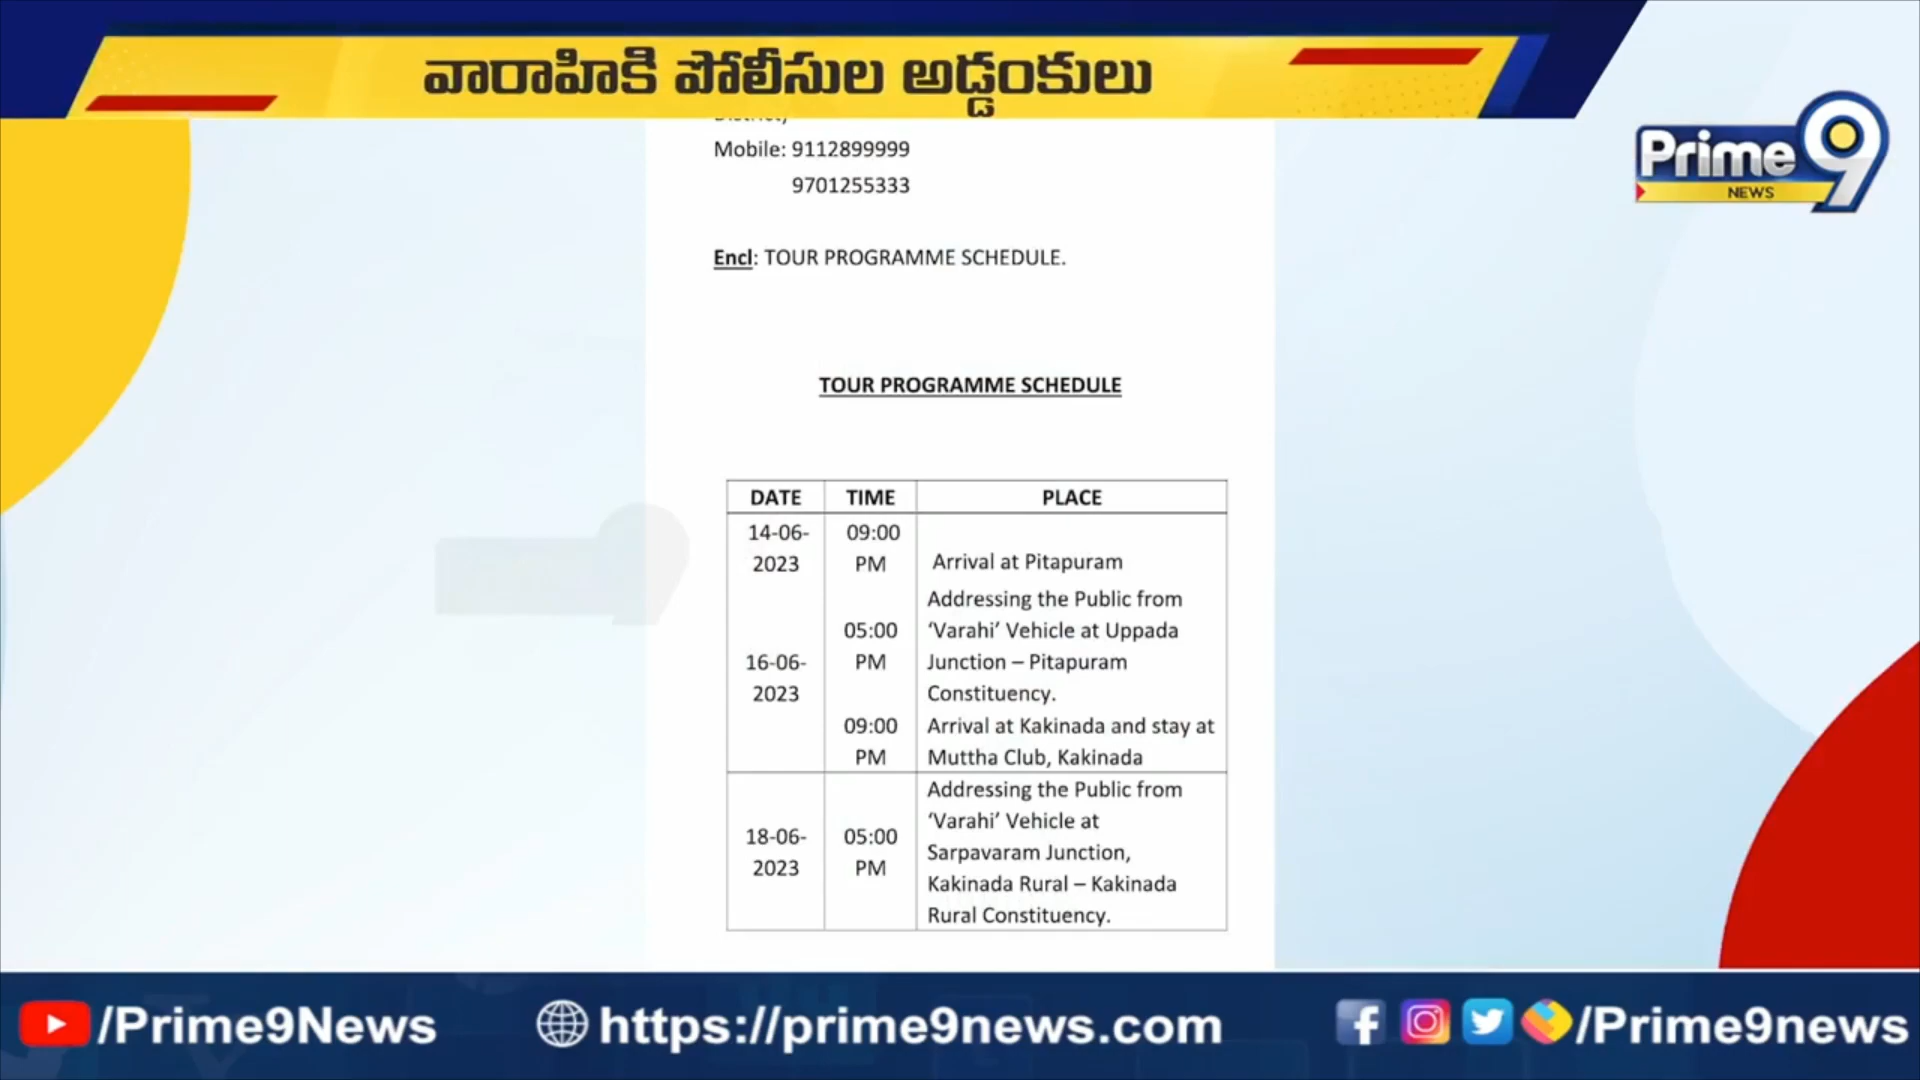 వారాహికి పోలీసుల అడ్డంకులు
Prime9
NEWS
Mobile: 9112899999
9701255333
Encl: TOUR PROGRAMME SCHEDULE.
TOUR PROGRAMME SCHEDULE
DATE TIME PLACE
14-06-2023 09:00 PM Arrival at Pitapuram
16-06-2023
05:00 PM
Addressing the Public from
‘Varahi’ Vehicle at Uppada
Junction – Pitapuram
Constituency.
09:00 PM
Arrival at Kakinada and stay at
Muttha Club, Kakinada
18-06-2023
05:00 PM
Addressing the Public from
‘Varahi’ Vehicle at
Sarpavaram Junction,
Kakinada Rural – Kakinada
Rural Constituency.
/Prime9News https://prime9news.com /Prime9news